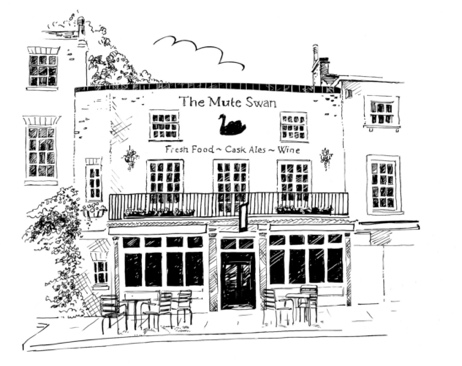 The Mute Swan
Fresh Food ~ Cask Ales ~ Wine